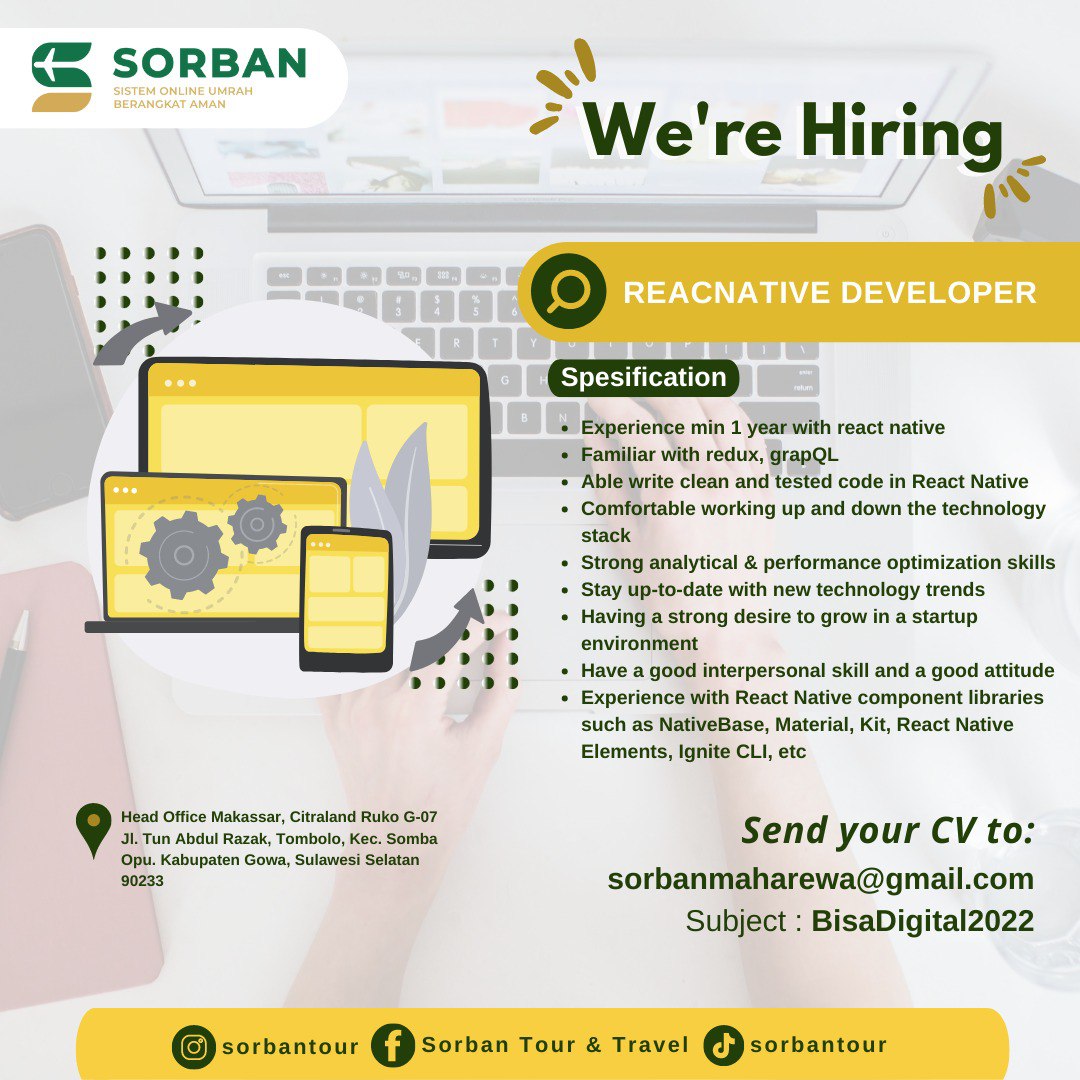 SORBAN
SISTEM ONLINE UMRAH
BERANGKAT AMAN
We're Hiring
REACNATIVE DEVELOPER
Spesification
• Experience min 1 year with react native
• Familiar with redux, grapQL
• Able write clean and tested code in React Native
• Comfortable working up and down the technology
stack
• Strong analytical & performance optimization skills
• Stay up-to-date with new technology trends
• Having a strong desire to grow in a startup
environment
• Have a good interpersonal skill and a good attitude
• Experience with React Native component libraries
such as NativeBase, Material, Kit, React Native
Elements, Ignite CLI, etc
Head Office Makassar, Citraland Ruko G-07
Jl. Tun Abdul Razak, Tombolo, Kec. Somba
Opu. Kabupaten Gowa, Sulawesi Selatan
90233
Send your CV to:
sorbanmaharewa@gmail.com
Subject : BisaDigital2022
sorbantour
Sorban Tour & Travel
sorbantour